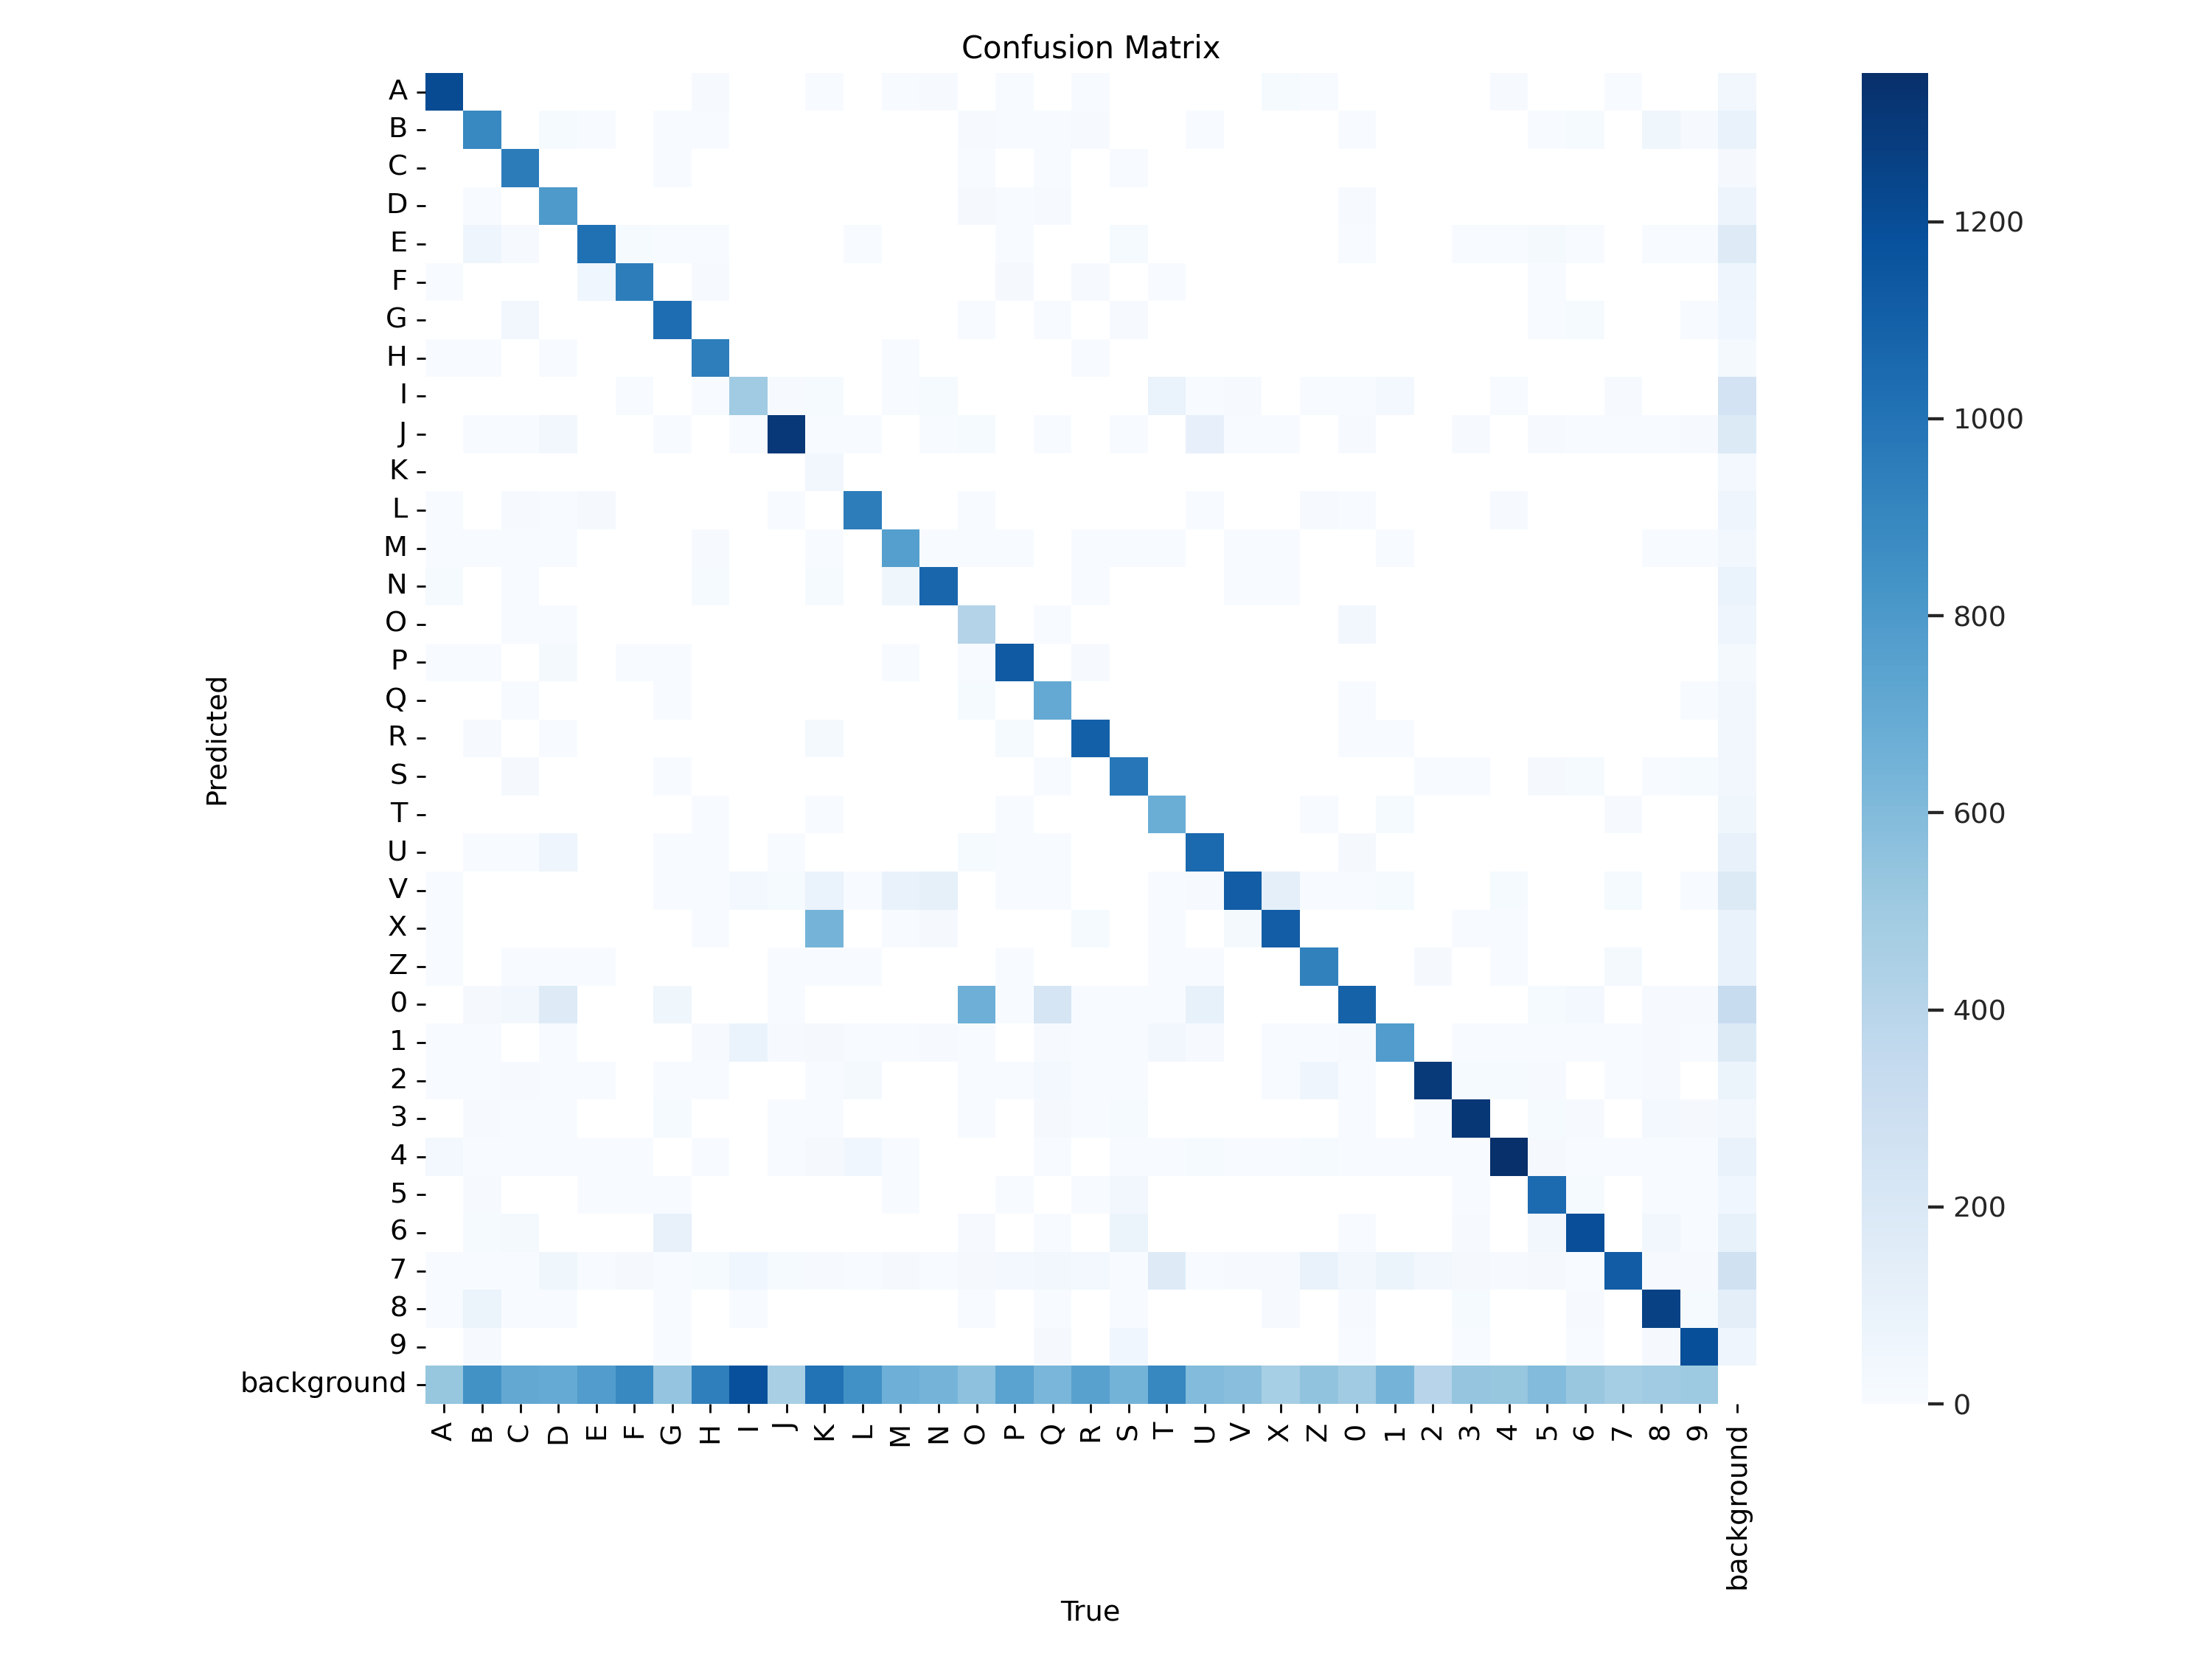 Confusion Matrix
A
B
C
D
E
F
G
H
I
J
K
L
M
N
O
P
Q
R
S
T
U
V
X
Z
0
1
2
3
4
5
6
7
8
9
background
Predicted
A B C D E F G H I J K L M N O P Q R S T U V X Z 0 1 2 3 4 5 6 7 8 9 background
True
1200
1000
800
600
400
200
0